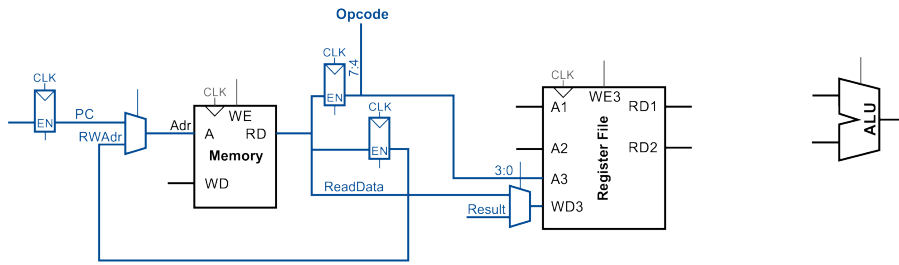 Opcode
CLK
7:4
EN
CLK
EN
CLK
EN
PC
RWAdr
Adr
CLK
WE
A
RD
Memory
WD
ReadData
3:0
Result
CLK
WE3
A1
RD1
A2
RD2
A3
WD3
Register File
ALU